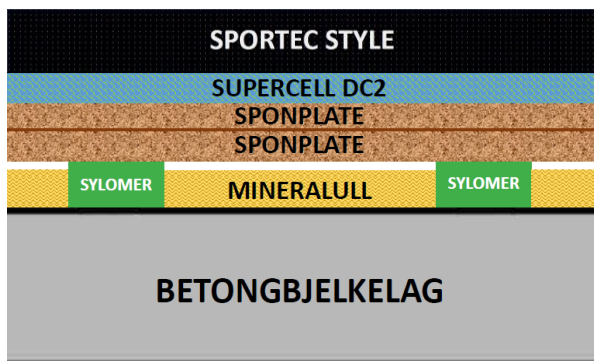 SPORTEC STYLE
SUPERCELL DC2
SPONPLATE
SPONPLATE
SYLOMER
MINERALULL
SYLOMER
BETONGBJELKELAG